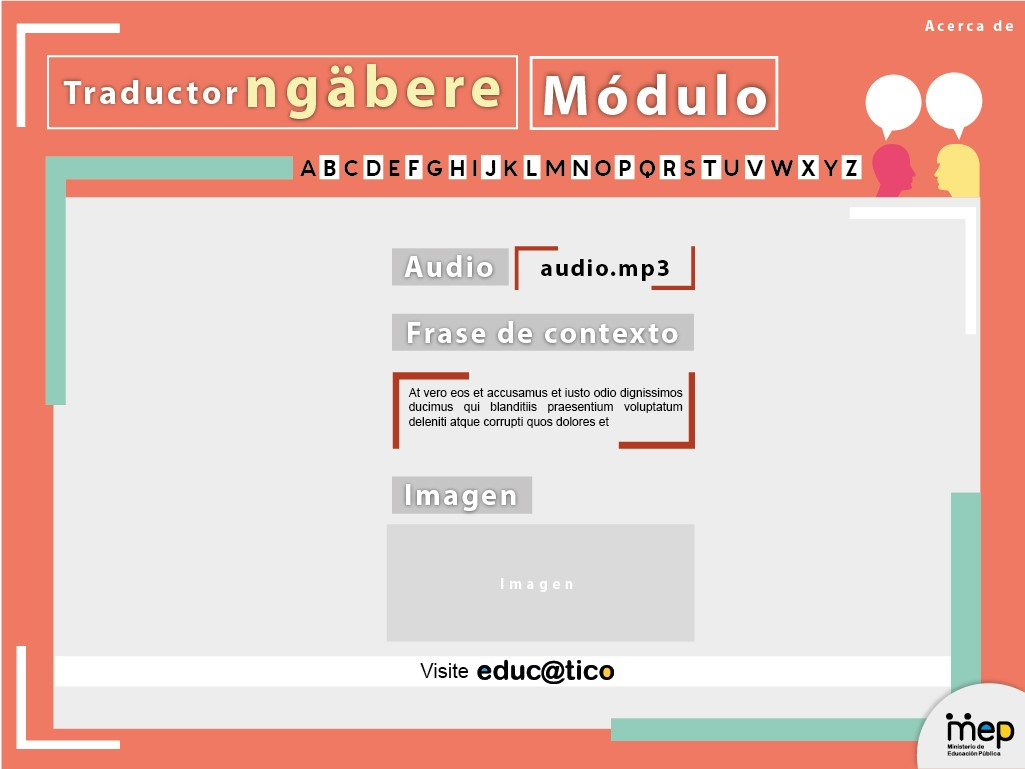 Acerca de
Traductor ngäbere Módulo
A B C D E F G H I J K L M N O P Q R S T U V W X Y Z
Audio audio.mp3
Frase de contexto
At vero eos et accusamus et iusto odio dignissimos
ducimus qui blanditiis praesentium voluptatum
deleniti atque corrupti quos dolores et
Imagen
Imagen
Visite educ@tico
mep
Ministerio de
Educación Pública